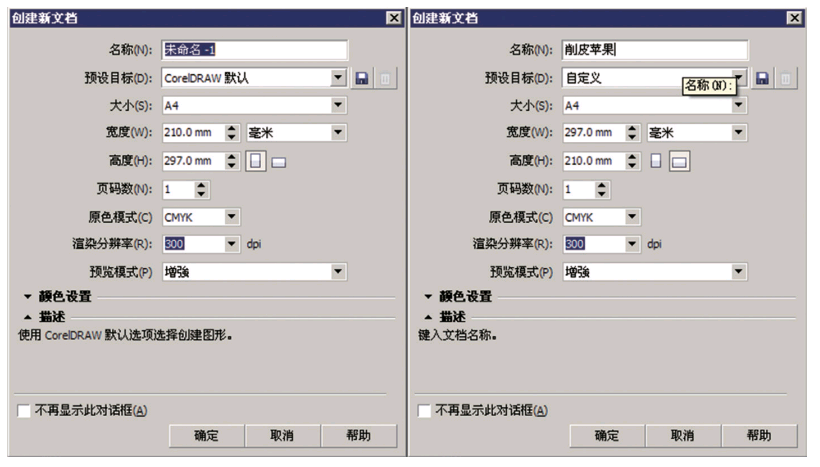 创建新文档
名称(N): 未命名 -1
预设目标(D): CorelDRAW 默认
大小(S): A4
宽度(W): 210.0 mm 毫米
高度(H): 297.0 mm
页码数(N): 1
原色模式(C) CMYK
渲染分辨率(R): 300 dpi
预览模式(P) 增强
颜色设置
描述
使用 CorelDRAW 默认选项选择创建图形。
不再显示此对话框(A)
确定 取消 帮助
创建新文档
名称(N): 削皮苹果
预设目标(D): 自定义
名称(N):
大小(S): A4
宽度(W): 297.0 mm 毫米
高度(H): 210.0 mm
页码数(N): 1
原色模式(C) CMYK
渲染分辨率(R): 300 dpi
预览模式(P) 增强
颜色设置
描述
键入文档名称。
不再显示此对话框(A)
确定 取消 帮助